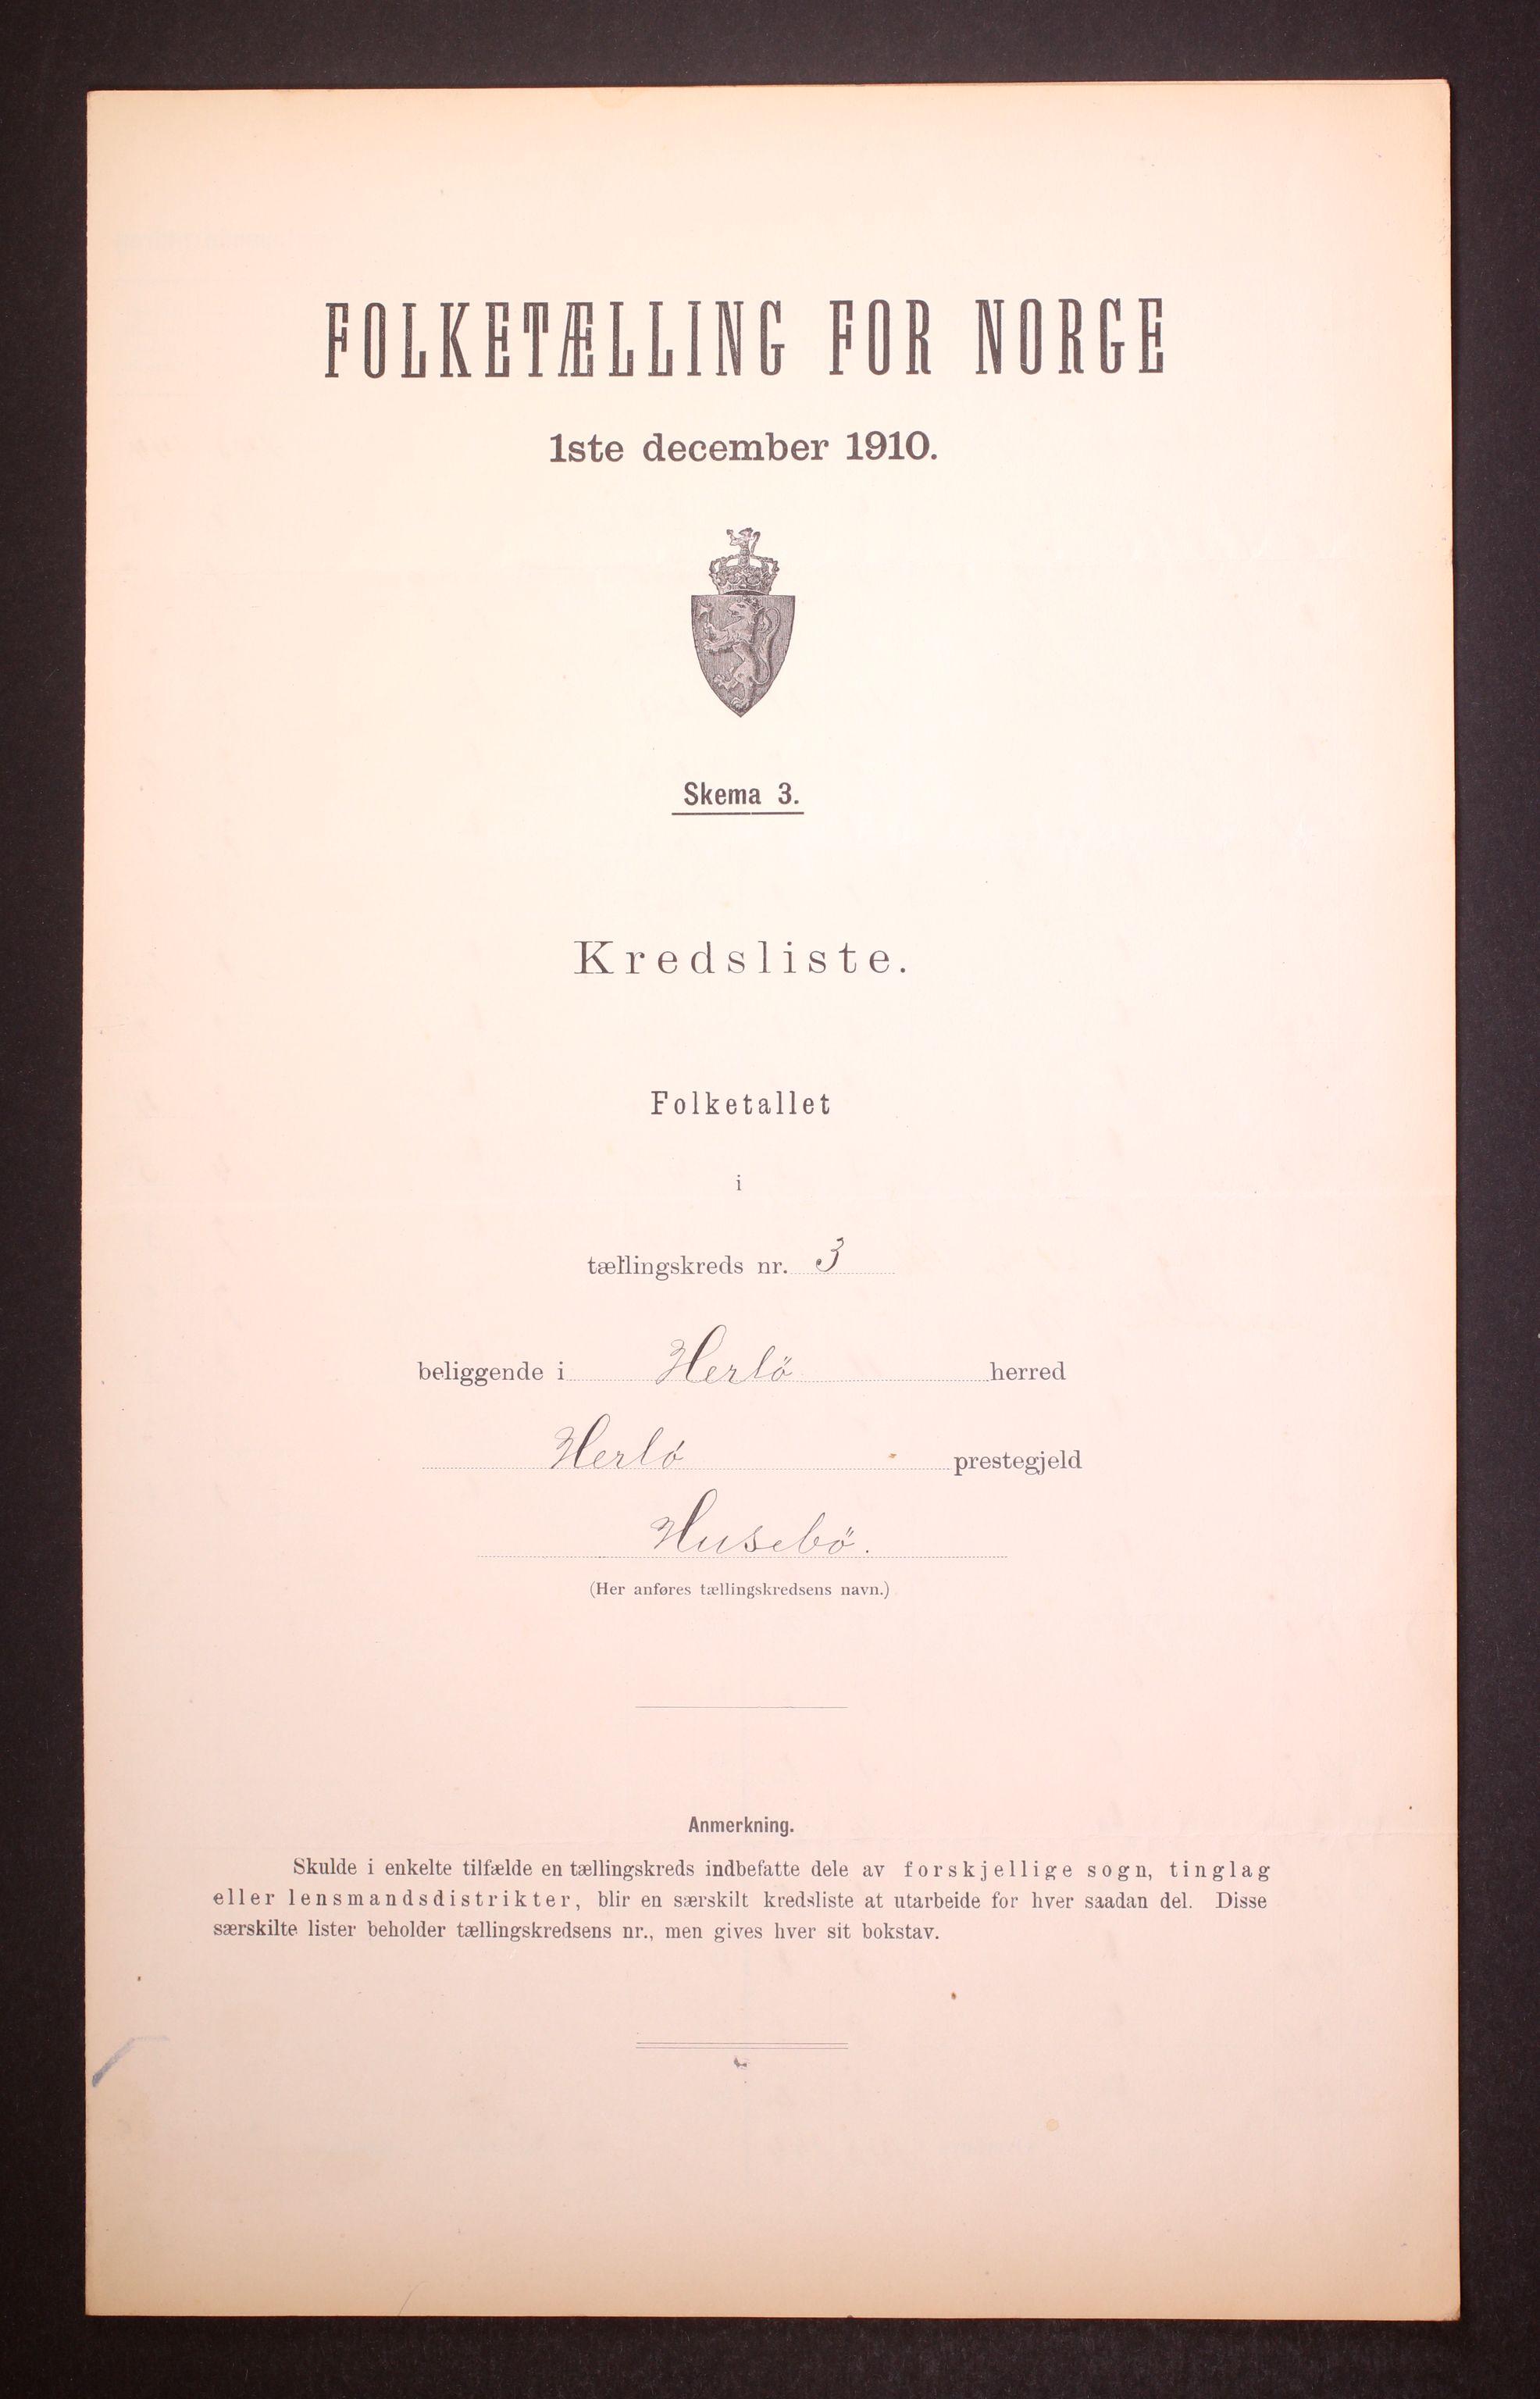 FOLKETÆLLING FOR NORGE
1ste december 1910.
Skema 3.
Kredsliste.
Folketallet
i
tællingskreds nr. 3
beliggende i Herlö herred
Herlö prestegjeld
Husebö.
(Her anføres tællingskredsens navn.)
Anmerkning.
Skulde i enkelte tilfælde en tællingskreds indbefatte dele av forskjellige sogn, tinglag
eller lensmandsdistrikter, blir en særskilt kredsliste at utarbeide for hver saadan del. Disse
særskilte lister beholder tællingskredsens nr., men gives hver sit bokstav.